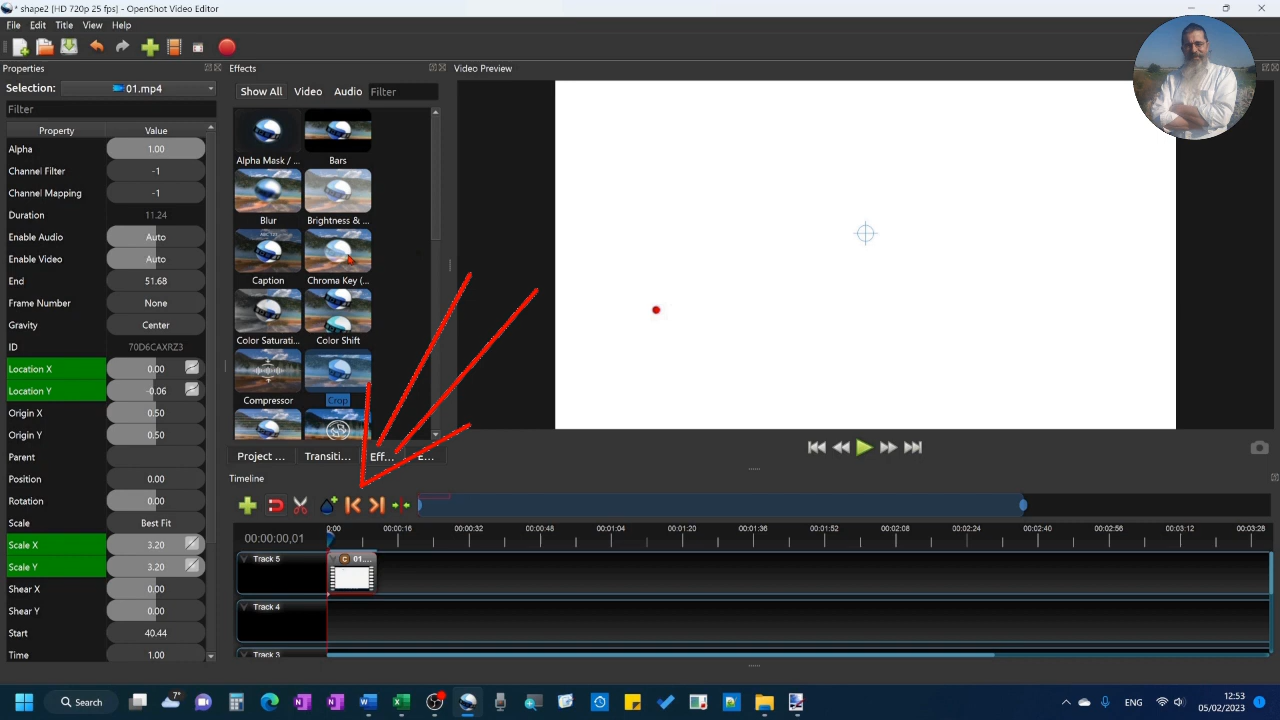 * shape2 [HD 720p 25 fps] - OpenShot Video Editor
File Edit Title View Help
Properties
Effects
Video Preview
Selection: 01.mp4
Show All Video Audio Filter
Filter
Property Value
Alpha 1.00
Channel Filter -1
Channel Mapping -1
Duration 11.24
Enable Audio Auto
Enable Video Auto
End 51.68
Frame Number None
Gravity Center
ID 70D6CAXRZ3
Location X 0.00
Location Y -0.06
Origin X 0.50
Origin Y 0.50
Parent
Position 0.00
Rotation 0.00
Scale Best Fit
Scale X 3.20
Scale Y 3.20
Shear X 0.00
Shear Y 0.00
Start 40.44
Time 1.00
Alpha Mask / ... Bars
Blur Brightness & ...
Caption Chroma Key (...
Color Saturati... Color Shift
Compressor Crop
Project ... Transiti... Eff... E...
Timeline
00:00:00,01
0:00 00:00:16 00:00:32 00:00:48 00:01:04 00:01:20 00:01:36 00:01:52 00:02:08 00:02:24 00:02:40 00:02:56 00:03:12 00:03:28
Track 5 C 01....
Track 4
Track 3
Search 7° ENG 12:53
05/02/2023